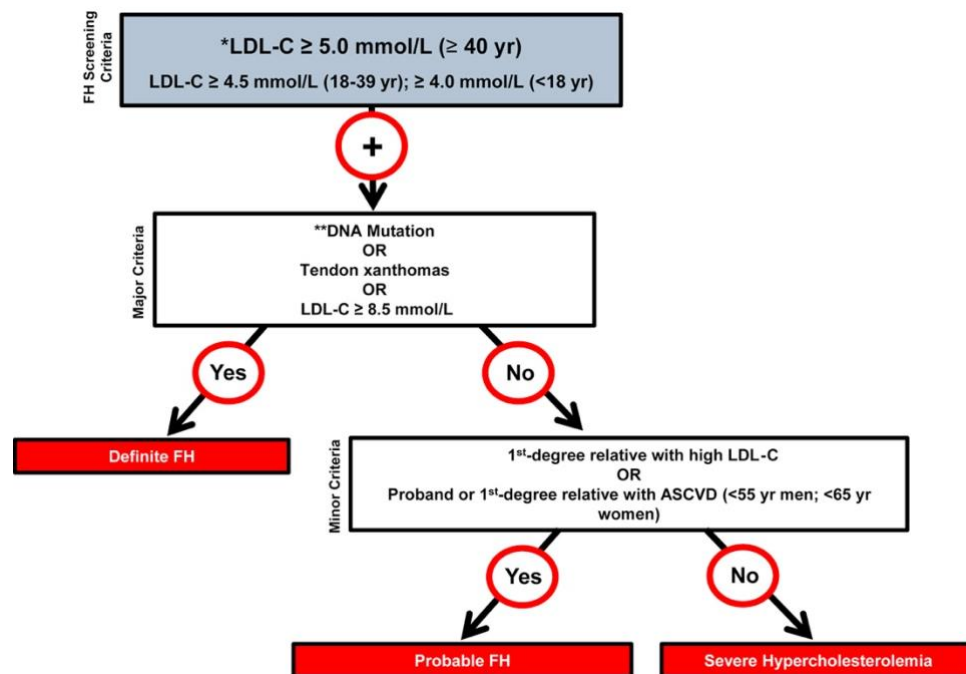 FH Screening
Criteria
*LDL-C ≥ 5.0 mmol/L (≥ 40 yr)
LDL-C ≥ 4.5 mmol/L (18-39 yr); ≥ 4.0 mmol/L (<18 yr)
+
Major Criteria
**DNA Mutation
OR
Tendon xanthomas
OR
LDL-C ≥ 8.5 mmol/L
Yes
No
Definite FH
Minor Criteria
1st-degree relative with high LDL-C
OR
Proband or 1st-degree relative with ASCVD (<55 yr men; <65 yr
women)
Yes
No
Probable FH
Severe Hypercholesterolemia